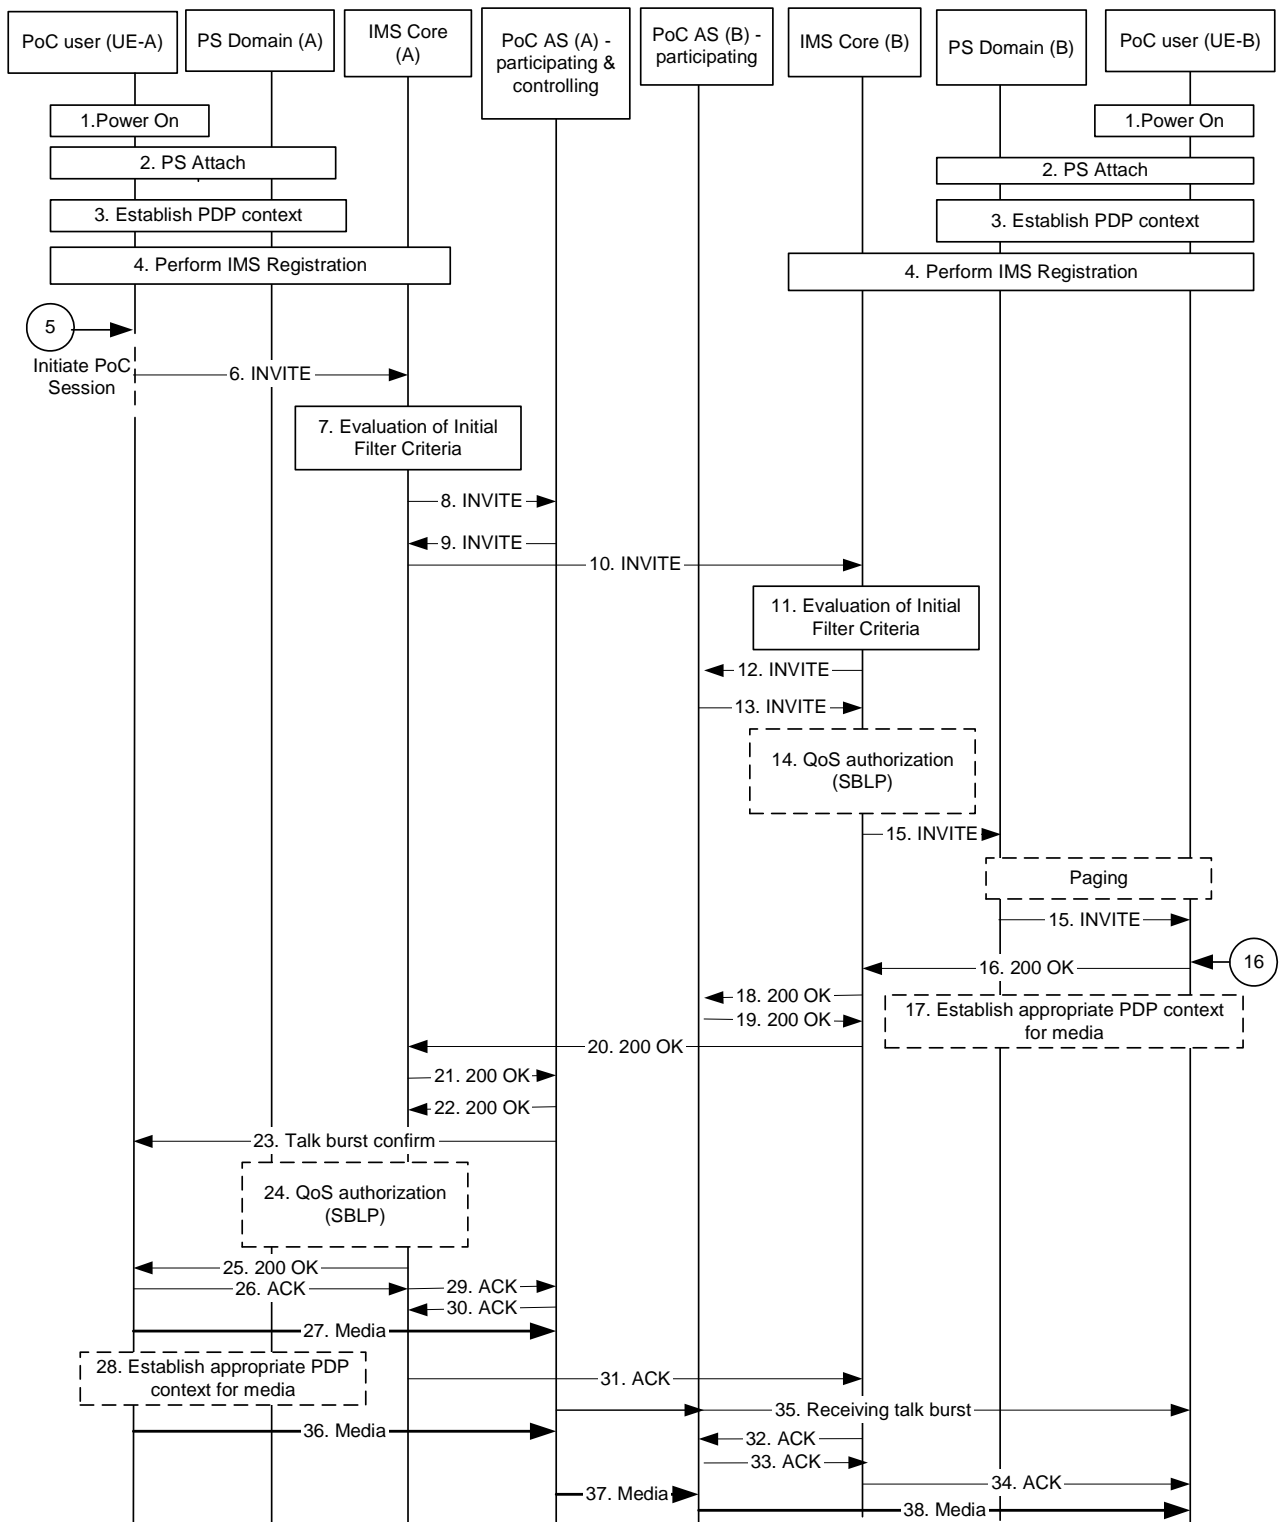 PoC user (UE-A)
PS Domain (A)
IMS Core
(A)
PoC AS (A) -
participating &
controlling
PoC AS (B) -
participating
IMS Core (B)
PS Domain (B)
PoC user (UE-B)
1.Power On
1.Power On
2. PS Attach
2. PS Attach
3. Establish PDP context
3. Establish PDP context
4. Perform IMS Registration
4. Perform IMS Registration
5
Initiate PoC
Session
6. INVITE
7. Evaluation of Initial
Filter Criteria
8. INVITE
9. INVITE
10. INVITE
11. Evaluation of Initial
Filter Criteria
12. INVITE
13. INVITE
14. QoS authorization
(SBLP)
15. INVITE
Paging
15. INVITE
16
16. 200 OK
18. 200 OK
17. Establish appropriate PDP context
for media
19. 200 OK
20. 200 OK
21. 200 OK
22. 200 OK
23. Talk burst confirm
24. QoS authorization
(SBLP)
25. 200 OK
26. ACK
29. ACK
30. ACK
27. Media
28. Establish appropriate PDP
context for media
31. ACK
35. Receiving talk burst
36. Media
32. ACK
33. ACK
34. ACK
37. Media
38. Media